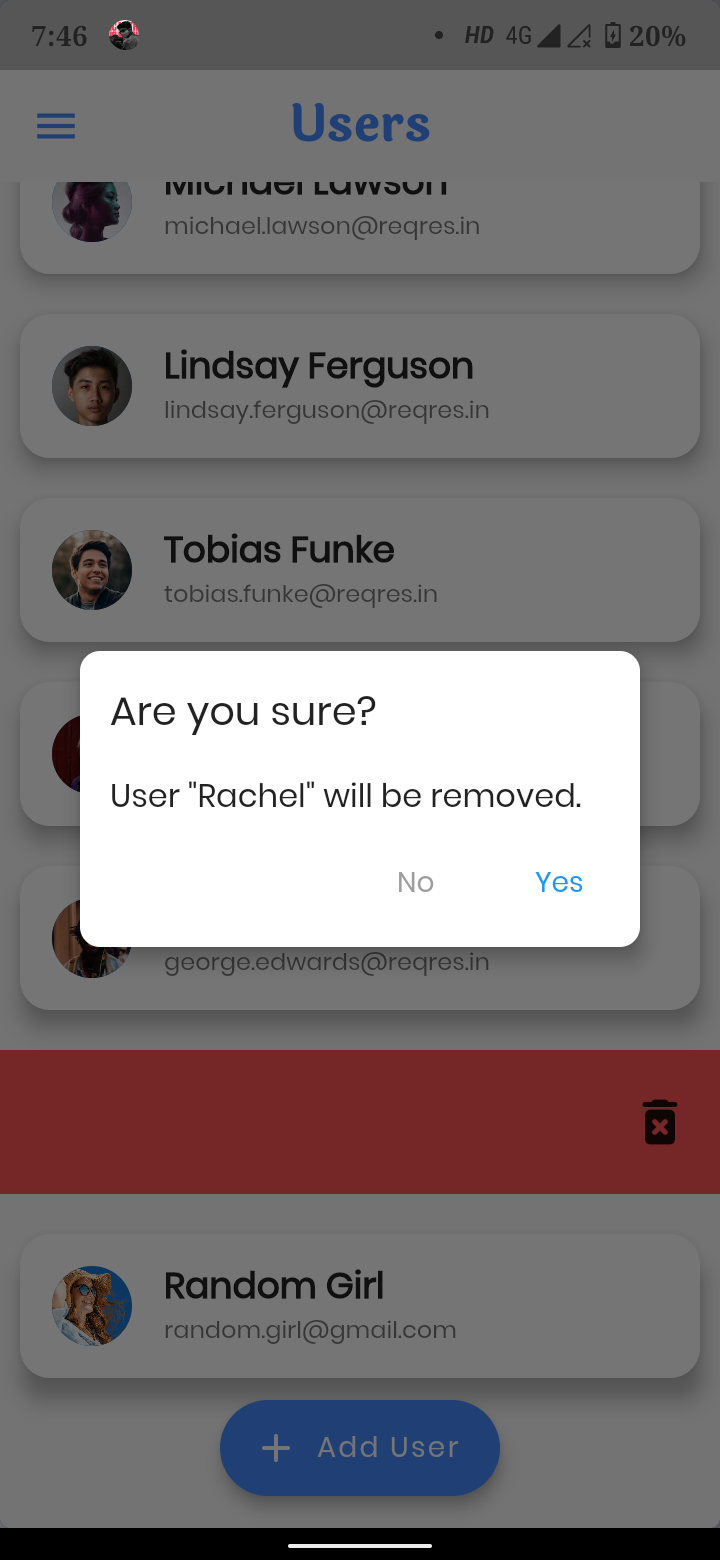 7:46 HD 4G 20%
Users
Michael Lawson
michael.lawson@reqres.in
Lindsay Ferguson
lindsay.ferguson@reqres.in
Tobias Funke
tobias.funke@reqres.in
Are you sure?
User "Rachel" will be removed.
No Yes
george.edwards@reqres.in
Random Girl
random.girl@gmail.com
Add User